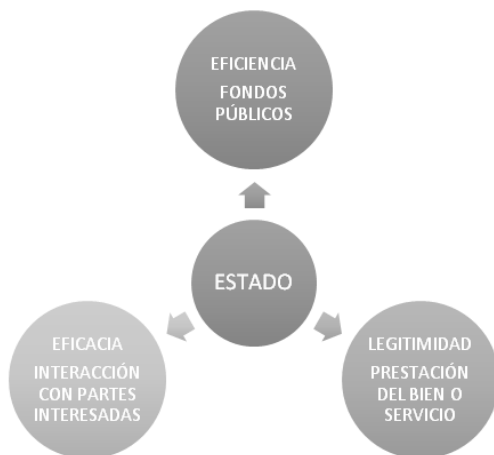 EFICIENCIA
FONDOS
PÚBLICOS
ESTADO
EFICACIA
INTERACCIÓN
CON PARTES
INTERESADAS
LEGITIMIDAD
PRESTACIÓN
DEL BIEN O
SERVICIO